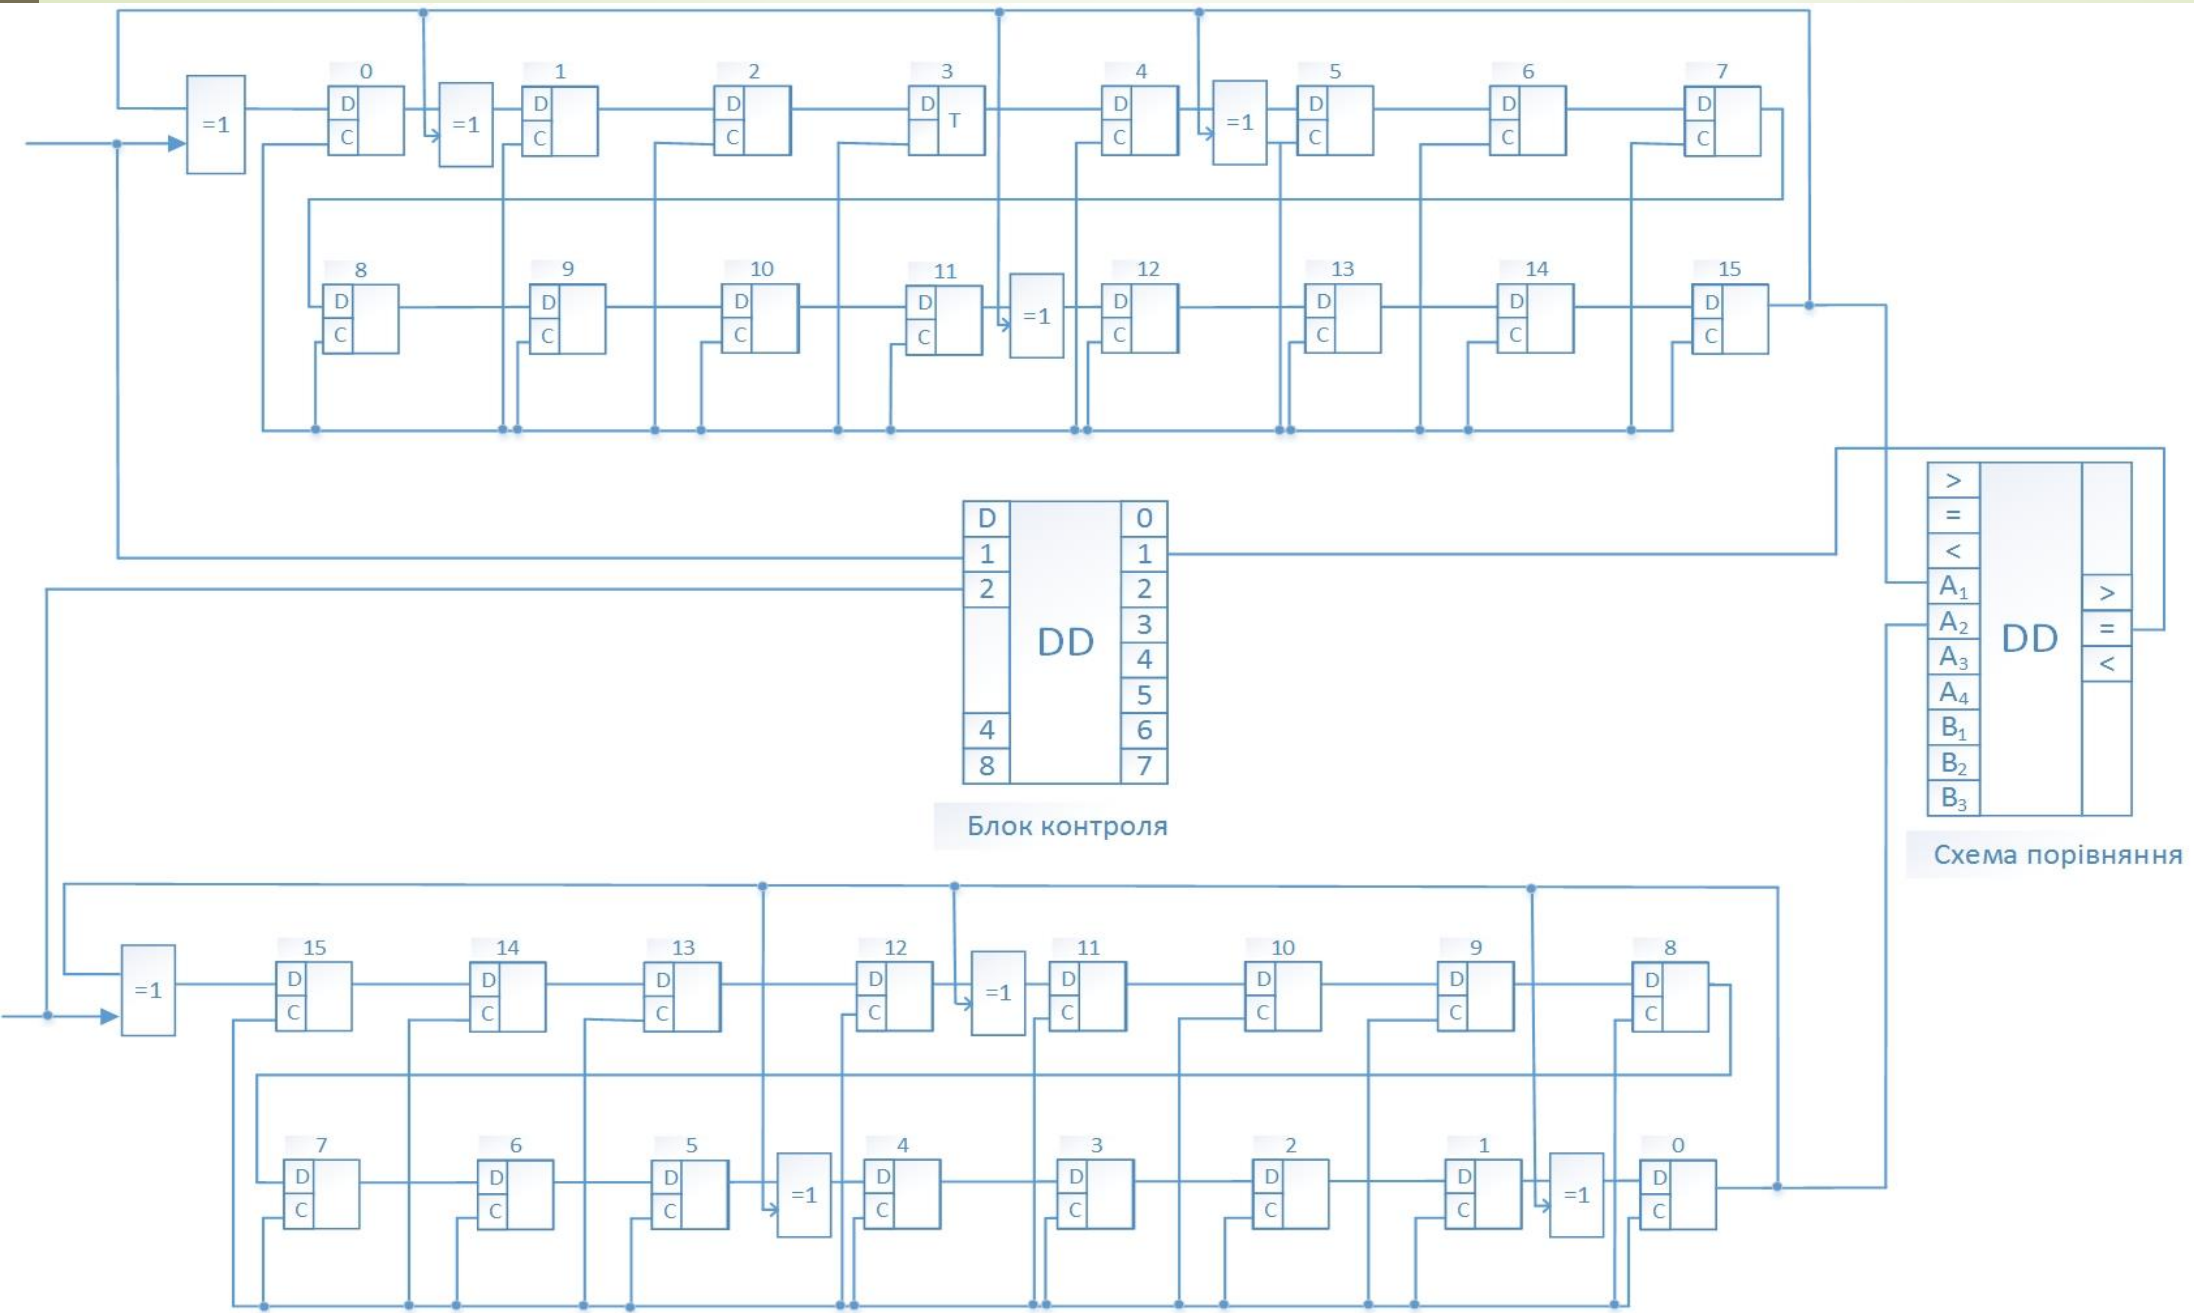 0 1 2 3 4 5 6 7
=1 D D =1 D D D D T D D =1 D D D D
C C C C C C C
8 9 10 11 12 13 14 15
D D D D =1 D D D D
C C C C C C C C
D 0
1 1
2 2
3
DD 4
5
4 6
8 7
Блок контроля
>
=
<
A1 >
A2 DD =
A3 <
A4
B1
B2
B3
Схема порівняння
15 14 13 12 11 10 9 8
=1 D D D D =1 D D D D
C C C C C C C C
7 6 5 4 3 2 1 0
D D D =1 D D D D =1 D
C C C C C C C C